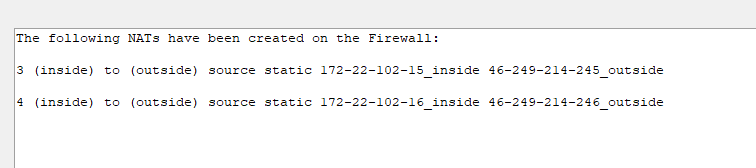 The following NATs have been created on the Firewall:
3 (inside) to (outside) source static 172-22-102-15_inside 46-249-214-245_outside
4 (inside) to (outside) source static 172-22-102-16_inside 46-249-214-246_outside